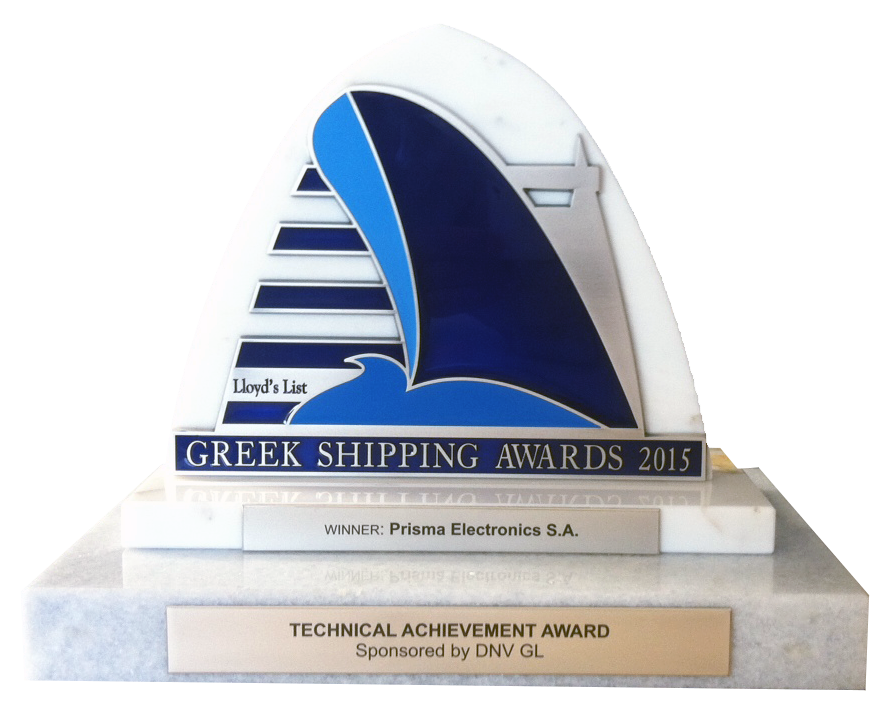 Lloyd's List
GREEK SHIPPING AWARDS 2015
WINNER: Prisma Electronics S.A.
TECHNICAL ACHIEVEMENT AWARD
Sponsored by DNV GL